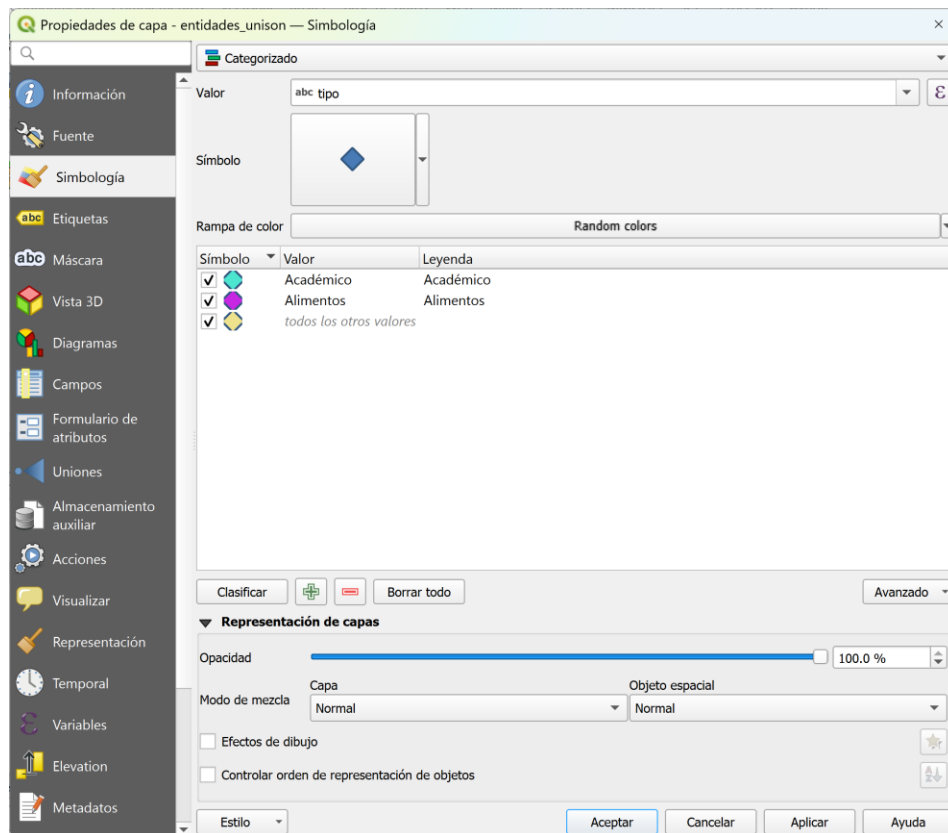 Propiedades de capa - entidades_unison — Simbología
Categorizado
Información
Fuente
Simbología
abc Etiquetas
abc Máscara
Vista 3D
Diagramas
Campos
Formulario de
atributos
Uniones
Almacenamiento
auxiliar
Acciones
Visualizar
Representación
Temporal
Variables
Elevation
Metadatos
Valor abc tipo ε
Símbolo
Rampa de color Random colors
Símbolo Valor Leyenda
Académico Académico
Alimentos Alimentos
todos los otros valores
Clasificar Borrar todo Avanzado
Representación de capas
Opacidad 100.0 %
Capa Objeto espacial
Modo de mezcla Normal Normal
Efectos de dibujo
Controlar orden de representación de objetos
Estilo Aceptar Cancelar Aplicar Ayuda